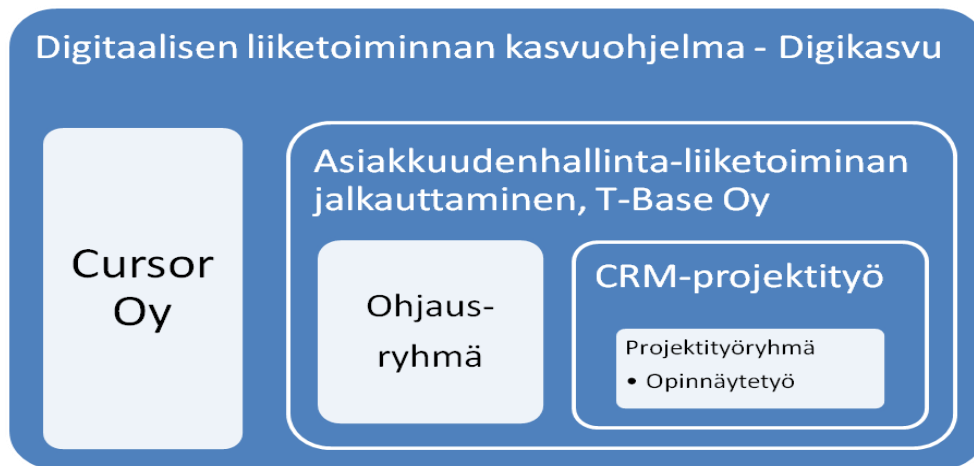 Digitaalisen liiketoiminnan kasvuohjelma - Digikasvu
Cursor
Oy
Asiakkuudenhallinta-liiketoiminan
jalkauttaminen, T-Base Oy
Ohjaus-
ryhmä
CRM-projektityö
Projektityöryhmä
• Opinnäytetyö